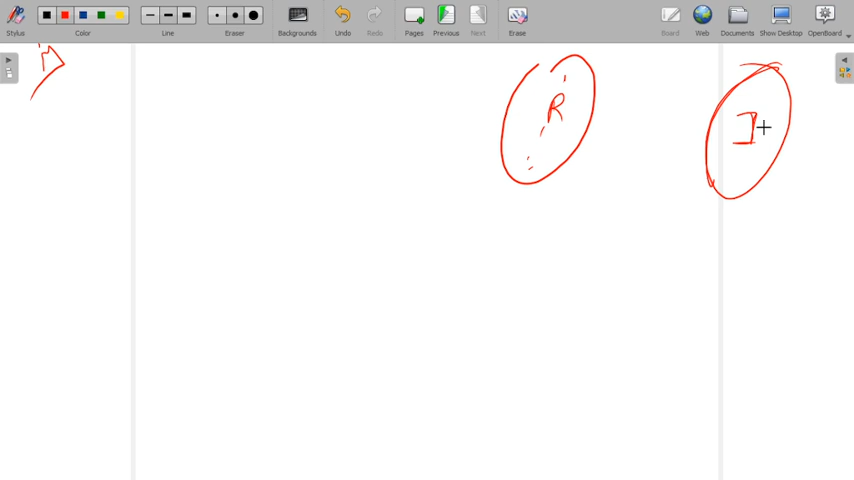 Stylus
Color
Line
Eraser
Backgrounds
Undo
Redo
Pages
Previous
Next
Erase
Board
Web
Documents
Show Desktop
OpenBoard
R